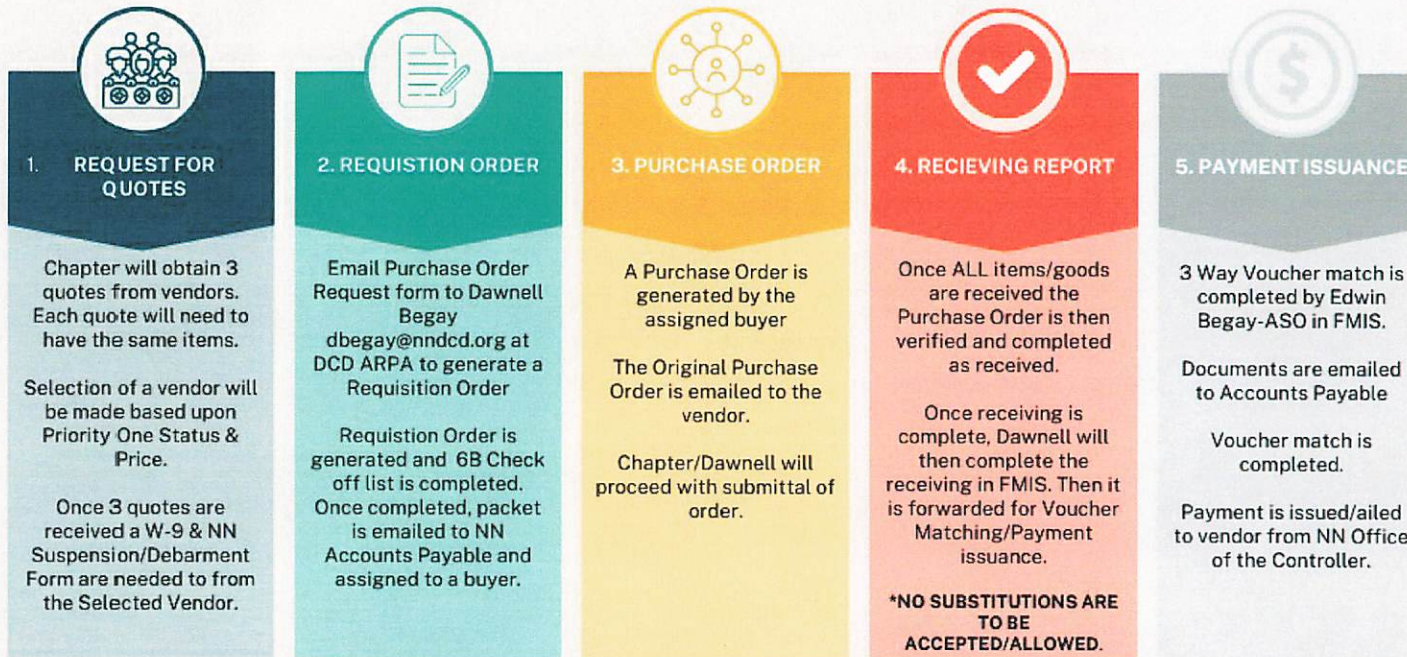 1. REQUEST FOR
QUOTES
Chapter will obtain 3
quotes from vendors.
Each quote will need to
have the same items.
Selection of a vendor will
be made based upon
Priority One Status &
Price.
Once 3 quotes are
received a W-9 & NN
Suspension/Debarment
Form are needed to from
the Selected Vendor.
2. REQUISTION ORDER
Email Purchase Order
Request form to Dawnell
Begay
dbegay@nndcd.org at
DCD ARPA to generate a
Requisition Order
Requistion Order is
generated and 6B Check
off list is completed.
Once completed, packet
is emailed to NN
Accounts Payable and
assigned to a buyer.
3. PURCHASE ORDER
A Purchase Order is
generated by the
assigned buyer
The Original Purchase
Order is emailed to the
vendor.
Chapter/Dawnell will
proceed with submittal of
order.
4. RECIEVING REPORT
Once ALL items/goods
are received the
Purchase Order is then
verified and completed
as received.
Once receiving is
complete, Dawnell will
then complete the
receiving in FMIS. Then it
is forwarded for Voucher
Matching/Payment
issuance.
*NO SUBSTITUTIONS ARE
TO BE
ACCEPTED/ALLOWED.
5. PAYMENT ISSUANCE
3 Way Voucher match is
completed by Edwin
Begay-ASO in FMIS.
Documents are emailed
to Accounts Payable
Voucher match is
completed.
Payment is issued/ailed
to vendor from NN Office
of the Controller.